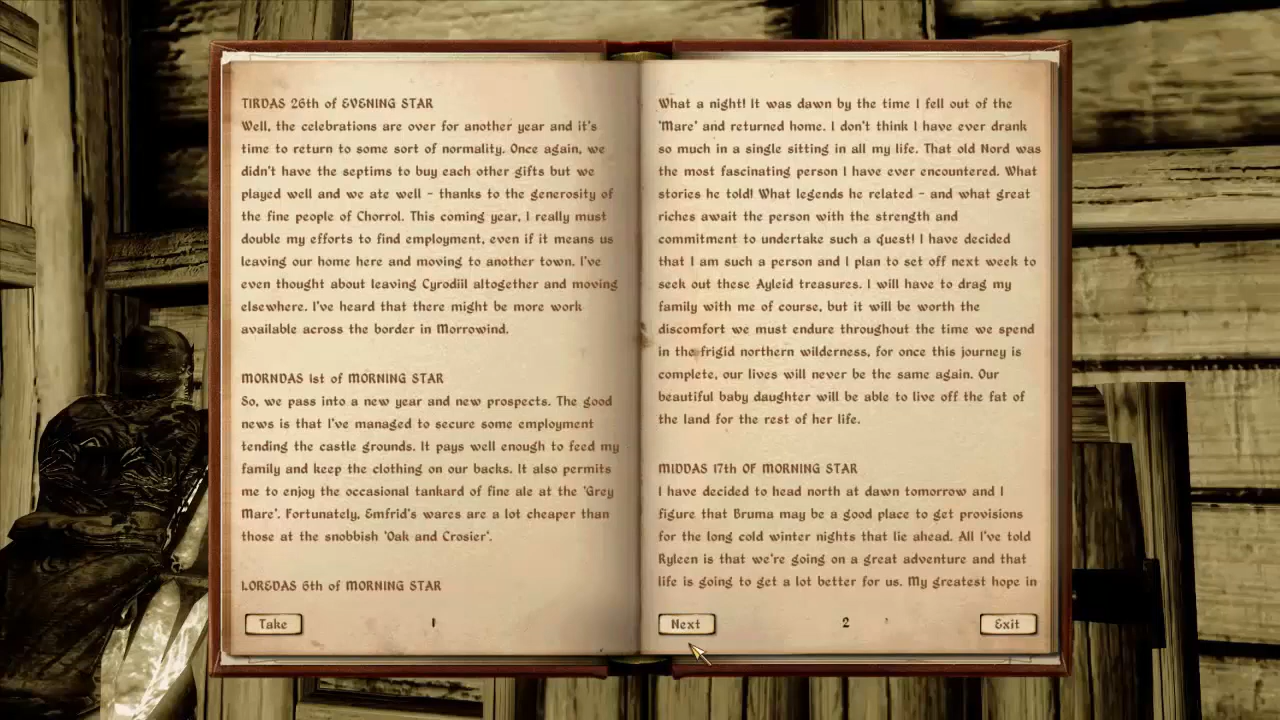 TIRDAS 26th of EVENING STAR
Well, the celebrations are over for another year and it's
time to return to some sort of normality. Once again, we
didn't have the septims to buy each other gifts but we
played well and we ate well - thanks to the generosity of
the fine people of Chorrol. This coming year, I really must
double my efforts to find employment, even if it means us
leaving our home here and moving to another town. I've
even thought about leaving Cyrodiil altogether and moving
elsewhere. I've heard that there might be more work
available across the border in Morrowind.
MORNDAS 1st of MORNING STAR
So, we pass into a new year and new prospects. The good
news is that I've managed to secure some employment
tending the castle grounds. It pays well enough to feed my
family and keep the clothing on our backs. It also permits
me to enjoy the occasional tankard of fine ale at the 'Grey
Mare'. Fortunately, Emfrid's wares are a lot cheaper than
those at the snobbish 'Oak and Crosier'.
LOREDAS 6th of MORNING STAR
Take
1
What a night! It was dawn by the time I fell out of the
'Mare' and returned home. I don't think I have ever drank
so much in a single sitting in all my life. That old Nord was
the most fascinating person I have ever encountered. What
stories he told! What legends he related - and what great
riches await the person with the strength and
commitment to undertake such a quest! I have decided
that I am such a person and I plan to set off next week to
seek out these Ayleid treasures. I will have to drag my
family with me of course, but it will be worth the
discomfort we must endure throughout the time we spend
in the frigid northern wilderness, for once this journey is
complete, our lives will never be the same again. Our
beautiful baby daughter will be able to live off the fat of
the land for the rest of her life.
MIDDAS 17th OF MORNING STAR
I have decided to head north at dawn tomorrow and I
figure that Bruma may be a good place to get provisions
for the long cold winter nights that lie ahead. All I've told
Ryleen is that we're going on a great adventure and that
life is going to get a lot better for us. My greatest hope in
Next
2
Exit